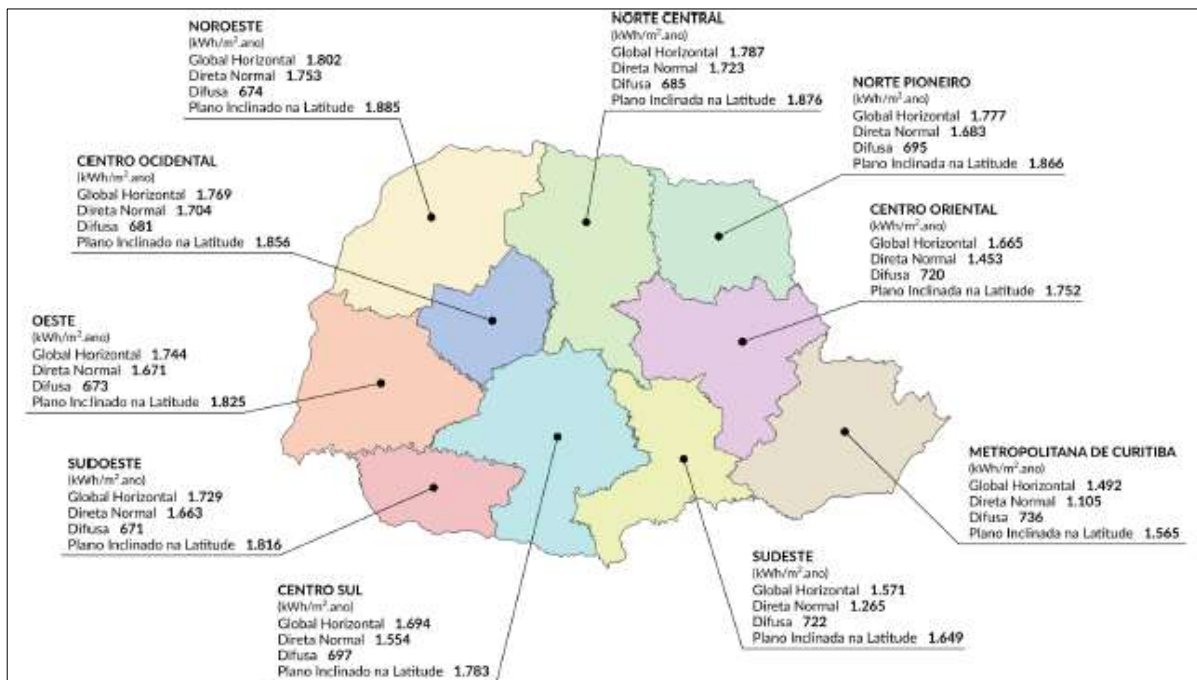 NOROESTE
(kWh/m².ano)
Global Horizontal 1.802
Direta Normal 1.753
Difusa 674
Plano Inclinado na Latitude 1.885
NORTE CENTRAL
(kWh/m².ano)
Global Horizontal 1.787
Direta Normal 1.723
Difusa 685
Plano Inclinada na Latitude 1.876
NORTE PIONEIRO
(kWh/m².ano)
Global Horizontal 1.777
Direta Normal 1.683
Difusa 695
Plano Inclinada na Latitude 1.866
CENTRO OCIDENTAL
(kWh/m².ano)
Global Horizontal 1.769
Direta Normal 1.704
Difusa 681
Plano Inclinado na Latitude 1.856
CENTRO ORIENTAL
(kWh/m².ano)
Global Horizontal 1.665
Direta Normal 1.453
Difusa 720
Plano Inclinada na Latitude 1.752
OESTE
(kWh/m².ano)
Global Horizontal 1.744
Direta Normal 1.671
Difusa 673
Plano Inclinado na Latitude 1.825
SUDOESTE
(kWh/m².ano)
Global Horizontal 1.729
Direta Normal 1.663
Difusa 671
Plano Inclinado na Latitude 1.816
METROPOLITANA DE CURITIBA
(kWh/m².ano)
Global Horizontal 1.492
Direta Normal 1.105
Difusa 736
Plano Inclinado na Latitude 1.565
SUDESTE
(kWh/m².ano)
Global Horizontal 1.571
Direta Normal 1.265
Difusa 722
Plano Inclinada na Latitude 1.649
CENTRO SUL
(kWh/m².ano)
Global Horizontal 1.694
Direta Normal 1.554
Difusa 697
Plano Inclinada na Latitude 1.783